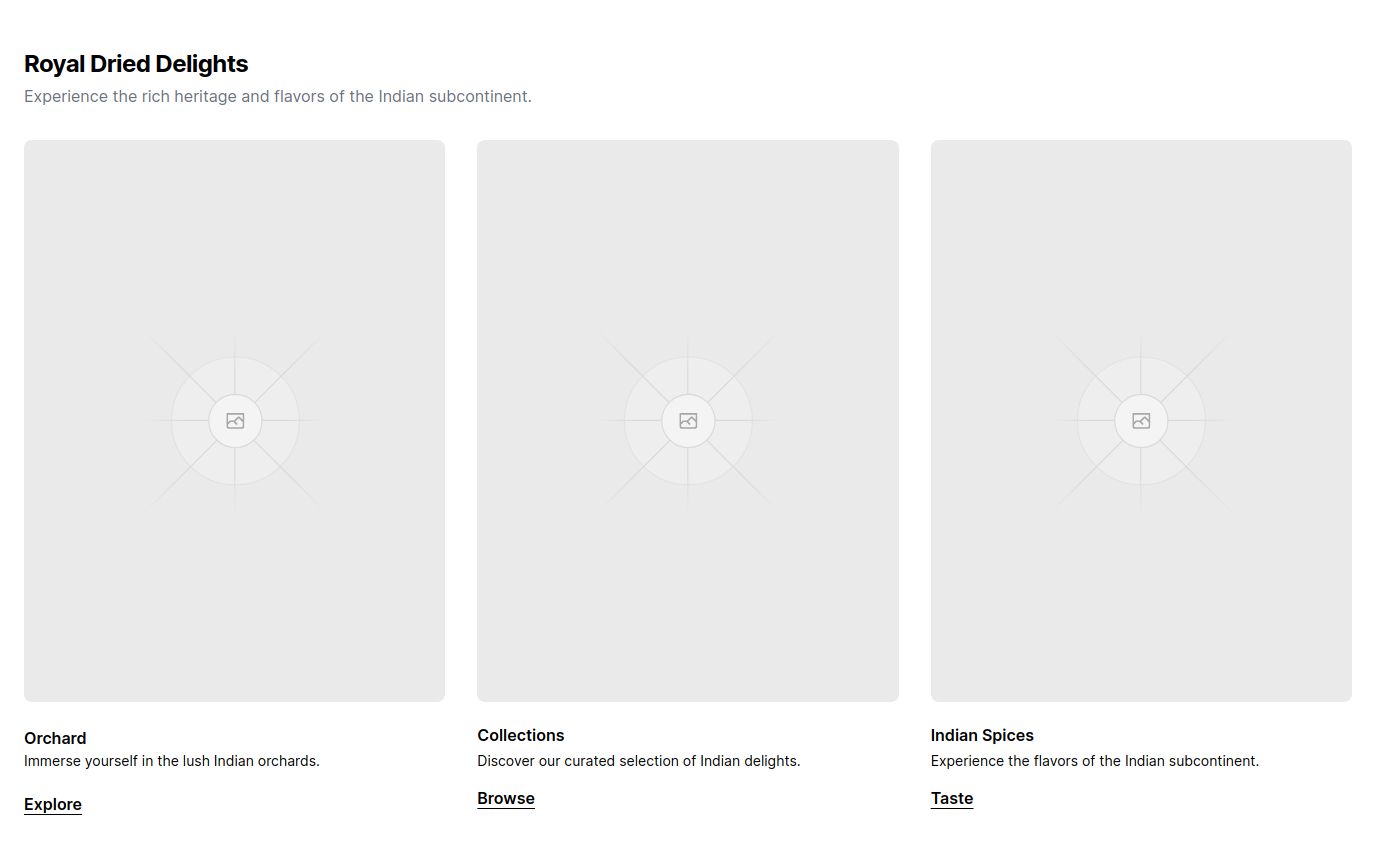 Royal Dried Delights
Experience the rich heritage and flavors of the Indian subcontinent.
Orchard
Immerse yourself in the lush Indian orchards.
Explore
Collections
Discover our curated selection of Indian delights.
Browse
Indian Spices
Experience the flavors of the Indian subcontinent.
Taste